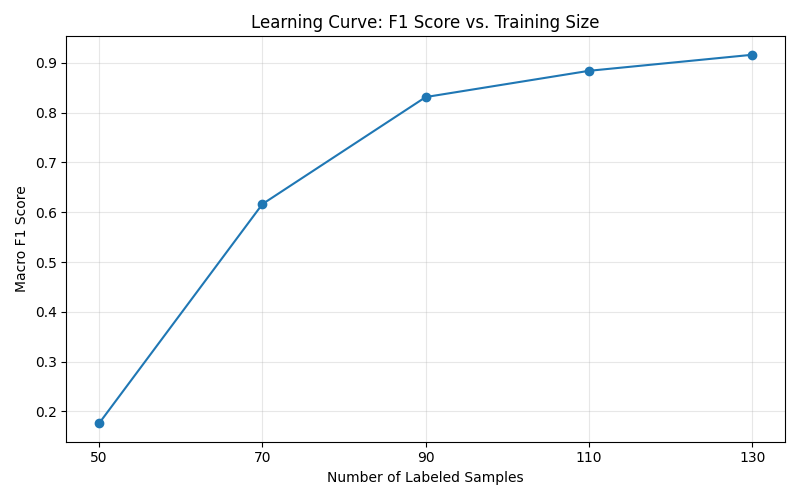 Learning Curve: F1 Score vs. Training Size
Macro F1 Score
0.9
0.8
0.7
0.6
0.5
0.4
0.3
0.2
50 70 90 110 130
Number of Labeled Samples